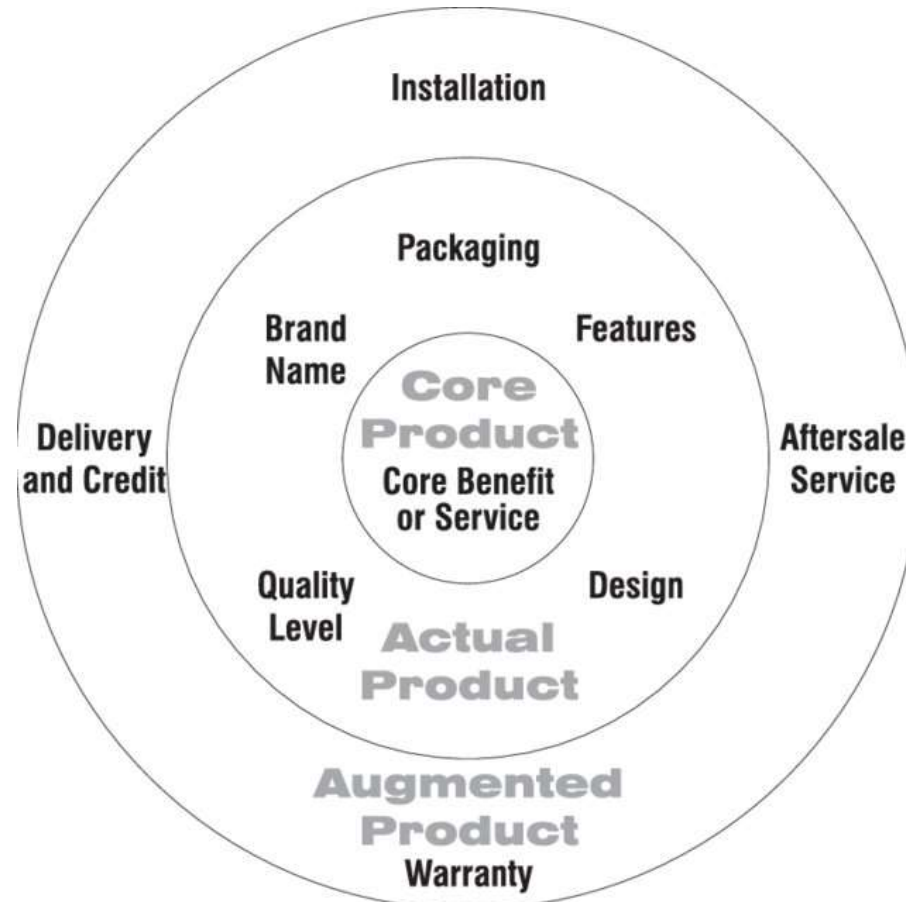 Installation
Packaging
Brand
Name
Features
Core
Product
Core Benefit
or Service
Delivery
and Credit
Aftersale
Service
Quality
Level
Design
Actual
Product
Augmented
Product
Warranty